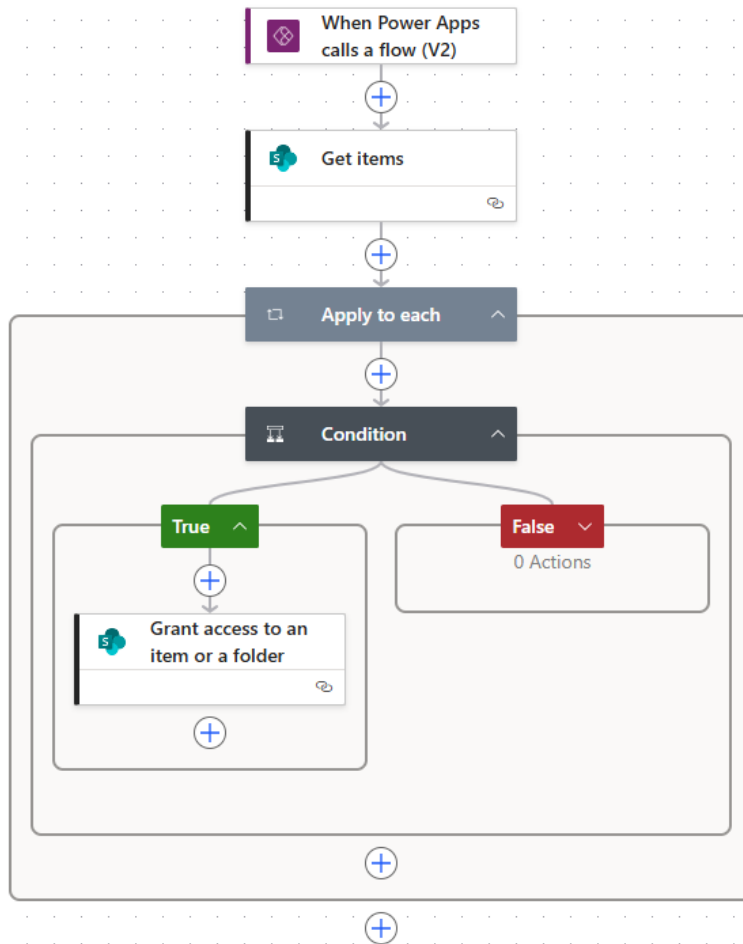 When Power Apps
calls a flow (V2)
Get items
Apply to each
Condition
True
False
0 Actions
Grant access to an
item or a folder